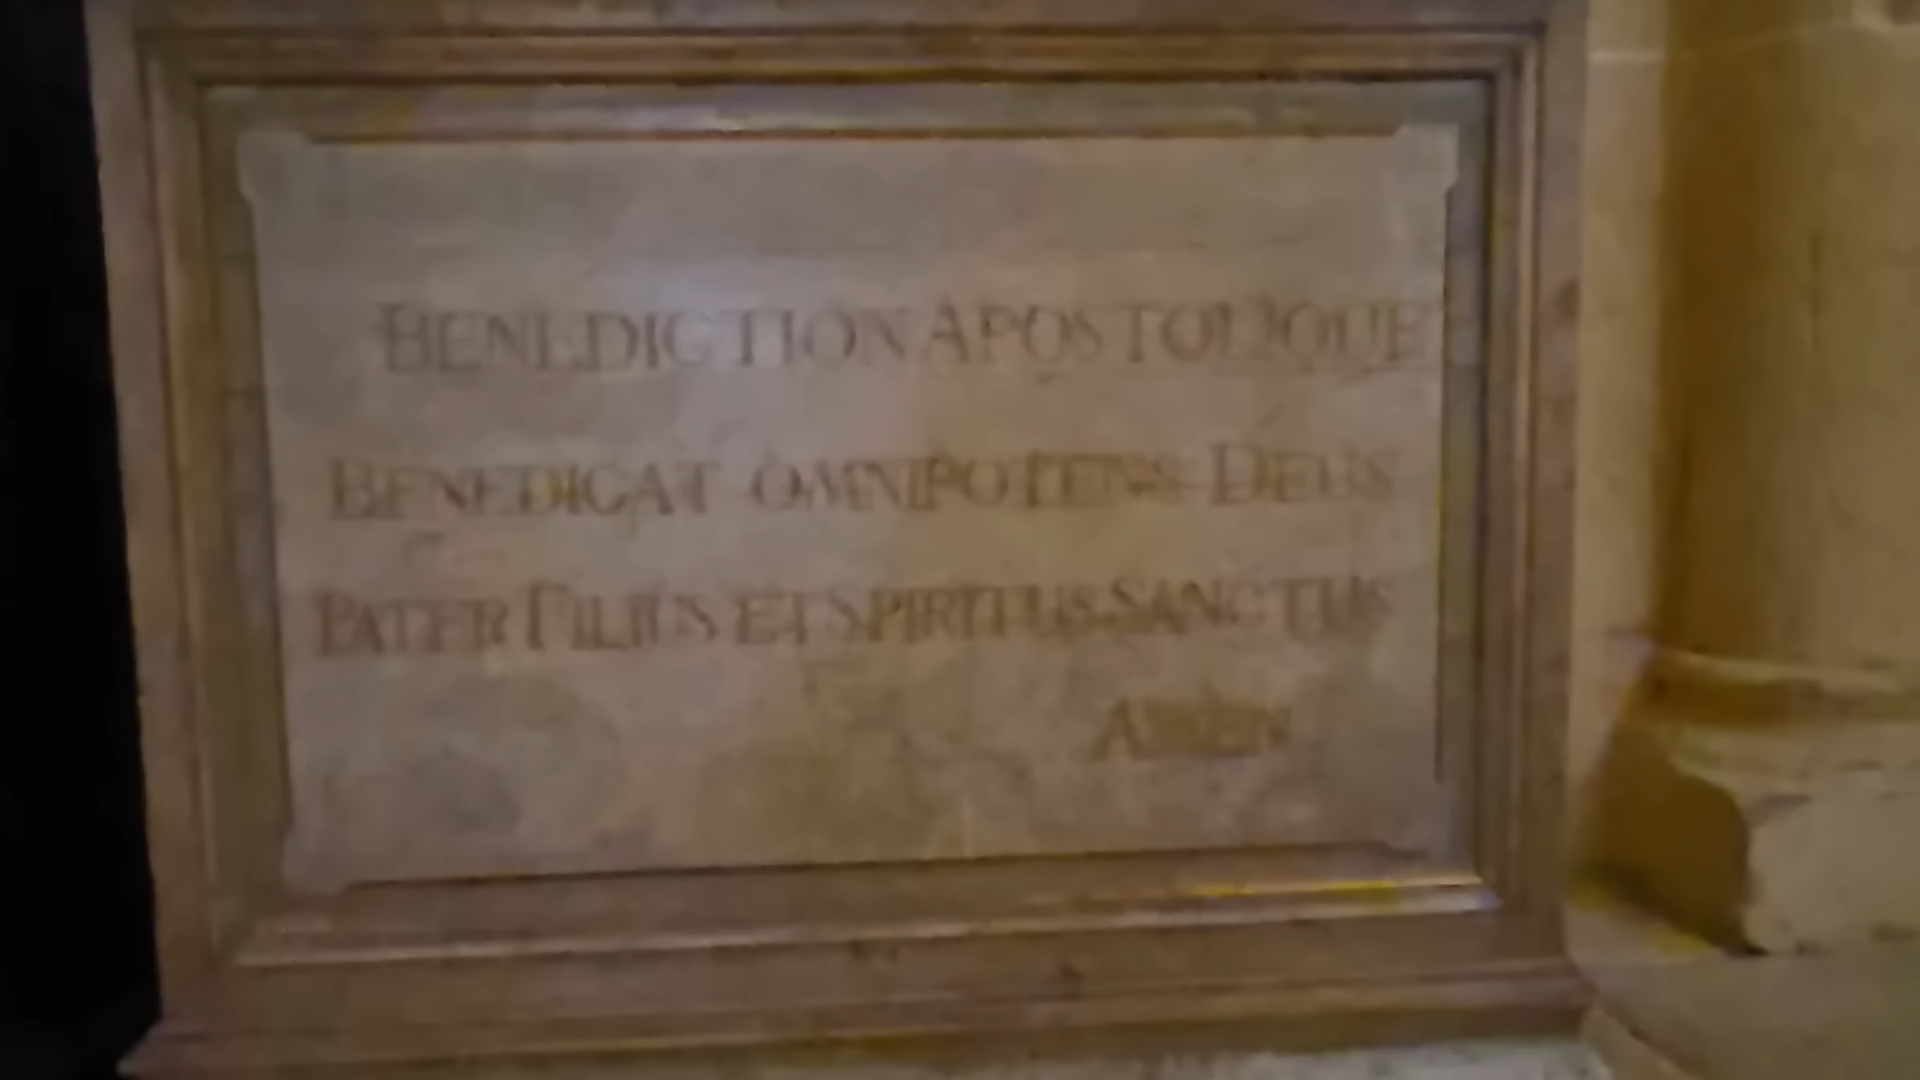 BENEDICTION APOSTOLIQUE
BENEDICAT OMNIPOTENS DEUS
PATER FILIUS ET SPIRITUS SANCTUS
AMEN